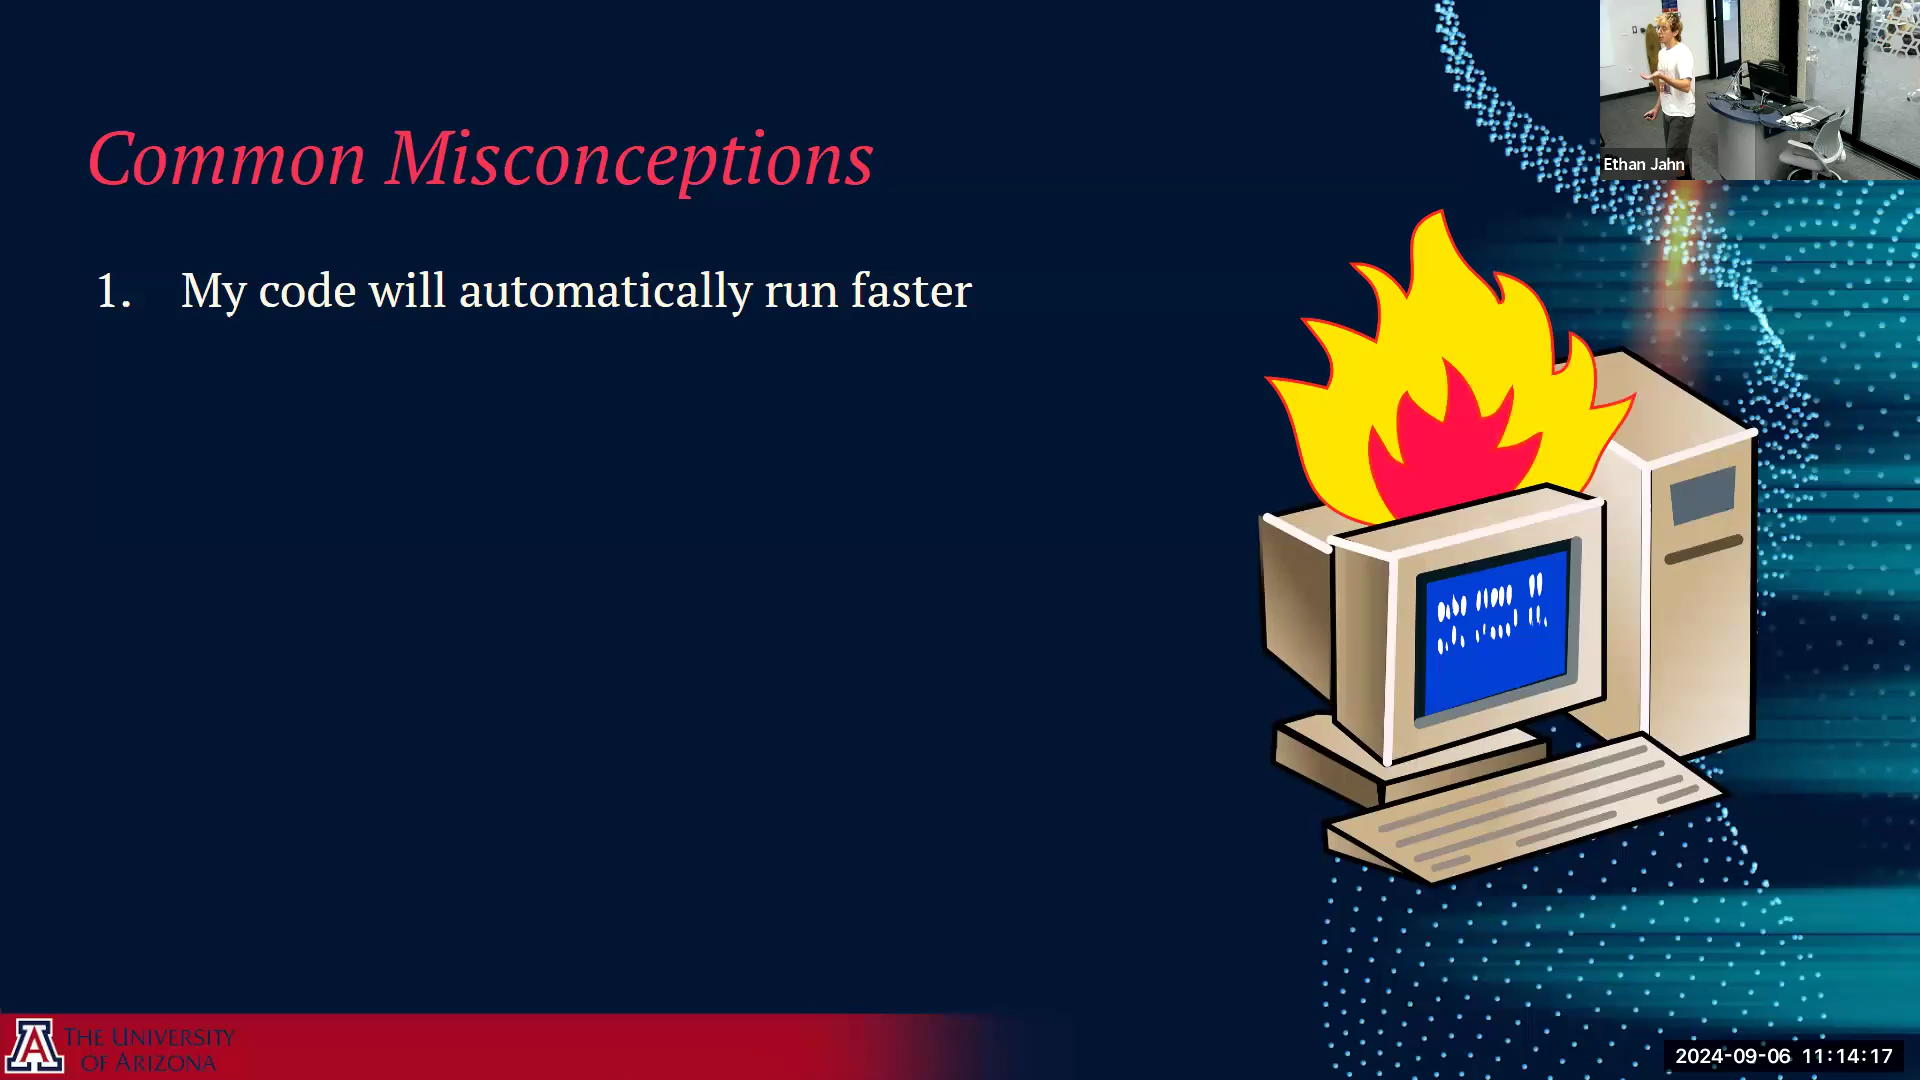 Ethan Jahn
Common Misconceptions
1. My code will automatically run faster
THE UNIVERSITY
OF ARIZONA
2024-09-06 11:14:17